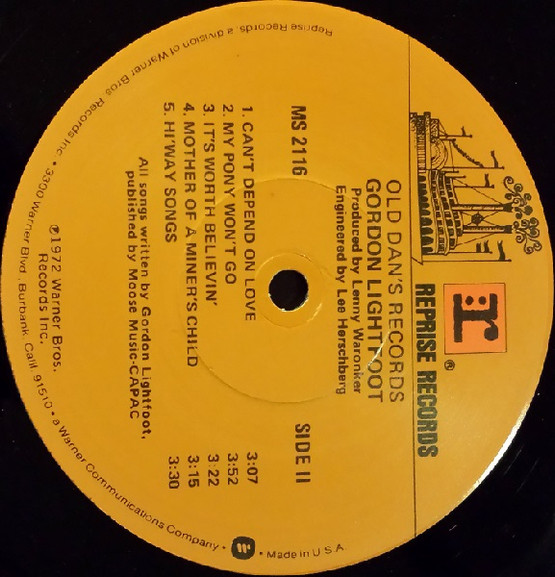 r
REPRISE RECORDS®
OLD DAN'S RECORDS
GORDON LIGHTFOOT
Produced by Lenny Waronker
Engineered by Lee Herschberg
MS 2116 SIDE II
1. CAN'T DEPEND ON LOVE 3:07
2. MY PONY WON'T GO 3:52
3. IT'S WORTH BELIEVIN' 3:22
4. MOTHER OF A MINER'S CHILD 3:15
5. HI'WAY SONGS 3:30
All songs written by Gordon Lightfoot,
published by Moose Music-CAPAC
℗1972 Warner Bros.
Records Inc.
Reprise Records, a division of Warner Bros. Records Inc. • 3300 Warner Blvd., Burbank, Calif. 91510 • a Warner Communications Company • W • Made in U.S.A.